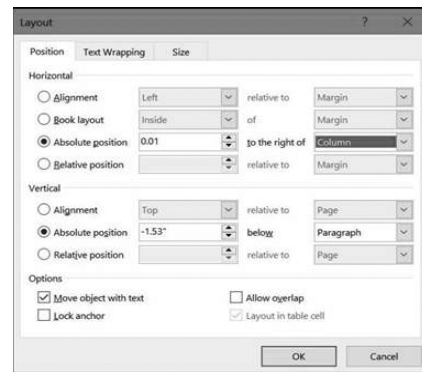 Layout ? ×
Position Text Wrapping Size
Horizontal
Alignment Left relative to Margin
Book layout Inside of Margin
Absolute position 0.01 to the right of Column
Relative position relative to Margin
Vertical
Alignment Top relative to Page
Absolute position -1.53" below Paragraph
Relative position relative to Page
Options
Move object with text Allow overlap
Lock anchor Layout in table cell
OK Cancel